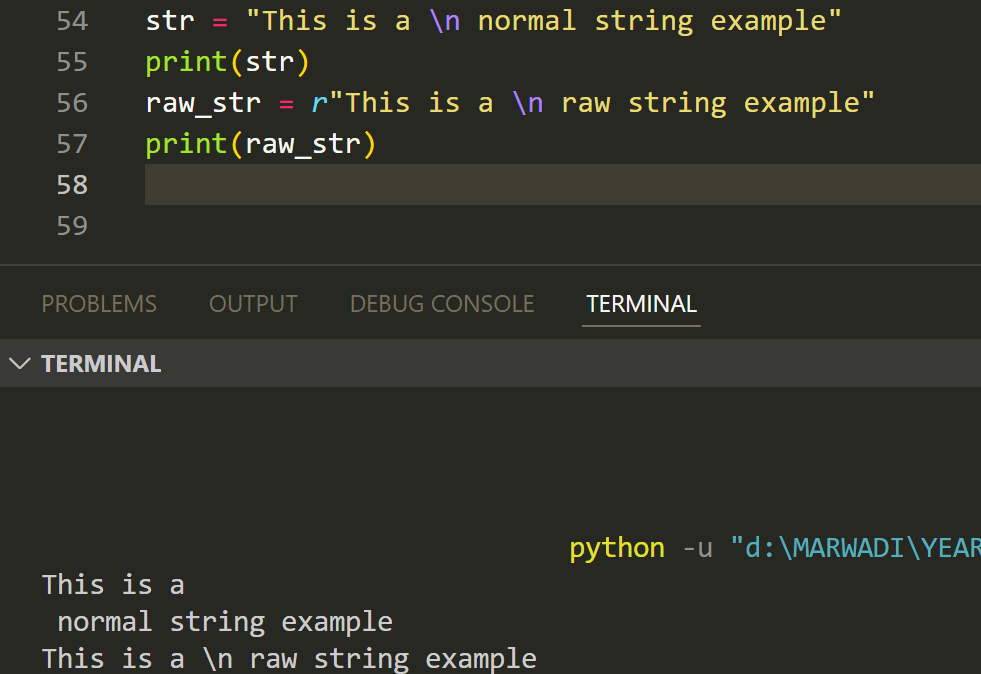 54 str = "This is a \n normal string example"
55 print(str)
56 raw_str = r"This is a \n raw string example"
57 print(raw_str)
58
59
PROBLEMS OUTPUT DEBUG CONSOLE TERMINAL
TERMINAL
python -u "d:\MARWADI\YEAR
This is a
 normal string example
This is a \n raw string example